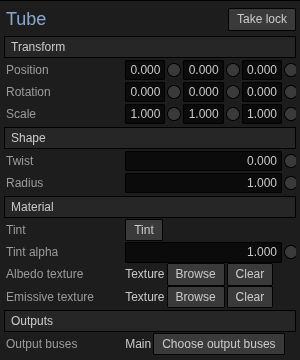 Tube Take lock
Transform
Position 0.000 0.000 0.000
Rotation 0.000 0.000 0.000
Scale 1.000 1.000 1.000
Shape
Twist 0.000
Radius 1.000
Material
Tint Tint
Tint alpha 1.000
Albedo texture Texture Browse Clear
Emissive texture Texture Browse Clear
Outputs
Output buses Main Choose output buses